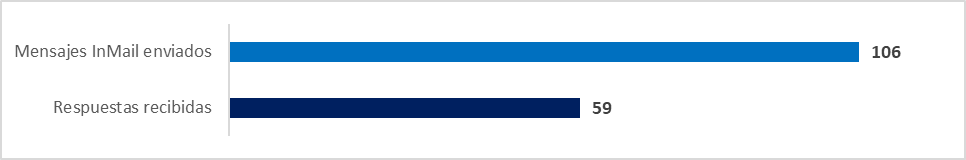 Mensajes InMail enviados 106
Respuestas recibidas 59